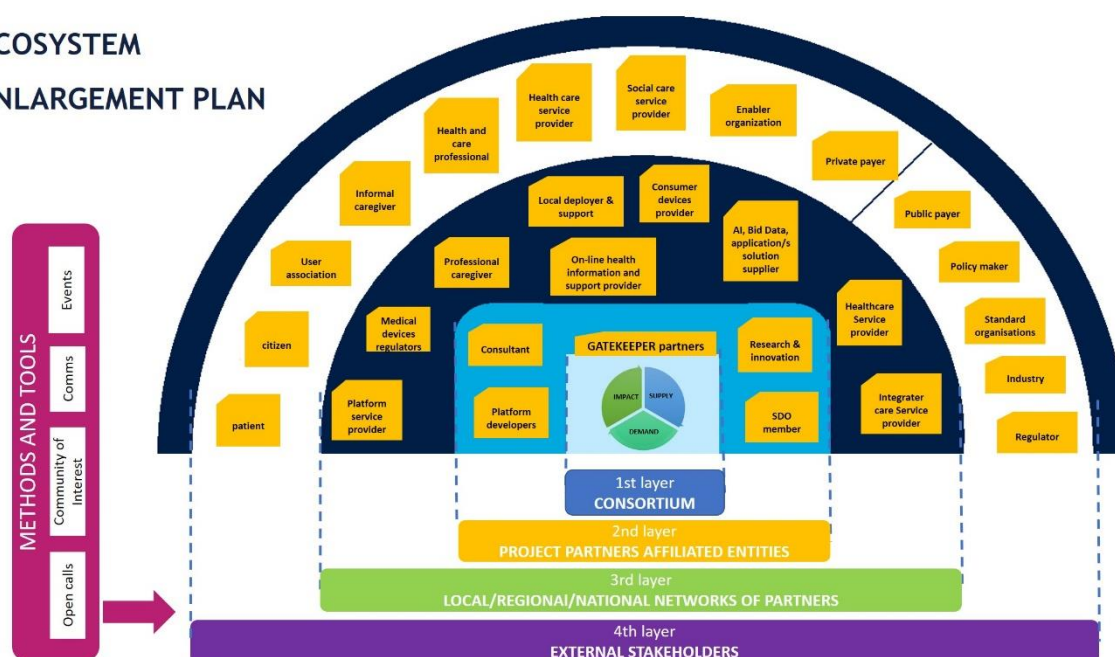 COSYSTEM
NLARGEMENT PLAN
METHODS AND TOOLS
Events
Comms
Community of
Interest
Open calls
patient
citizen
User
association
Informal
caregiver
Health and
care
professional
Health care
service
provider
Social care
service
provider
Enabler
organization
Private payer
Public payer
Policy maker
Standard
organisations
Industry
Regulator
Platform
service
provider
Medical
devices
regulators
Professional
caregiver
Local deployer &
support
On-line health
information and
support provider
Consumer
devices
provider
AI, Bid Data,
application/s
solution
supplier
Healthcare
Service
provider
Integrater
care Service
provider
Consultant
Platform
developers
GATEKEEPER partners
Research &
innovation
SDO
member
IMPACT
SUPPLY
DEMAND
1st layer
CONSORTIUM
2nd layer
PROJECT PARTNERS AFFILIATED ENTITIES
3rd layer
LOCAL/REGIONAl/NATIONAL NETWORKS OF PARTNERS
4th layer
EXTERNAL STAKEHOLDERS